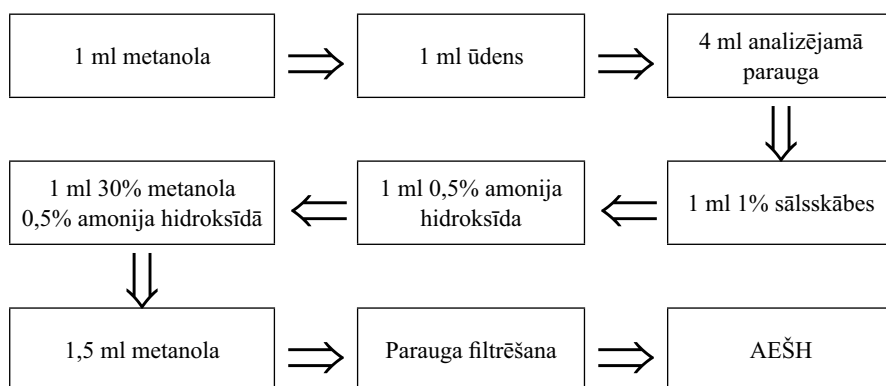 1 ml metanola
1 ml ūdens
4 ml analizējamā
parauga
1 ml 1% sālsskābes
1 ml 0,5% amonija
hidroksīda
1 ml 30% metanola
0,5% amonija hidroksīdā
1,5 ml metanola
Parauga filtrēšana
AEŠH